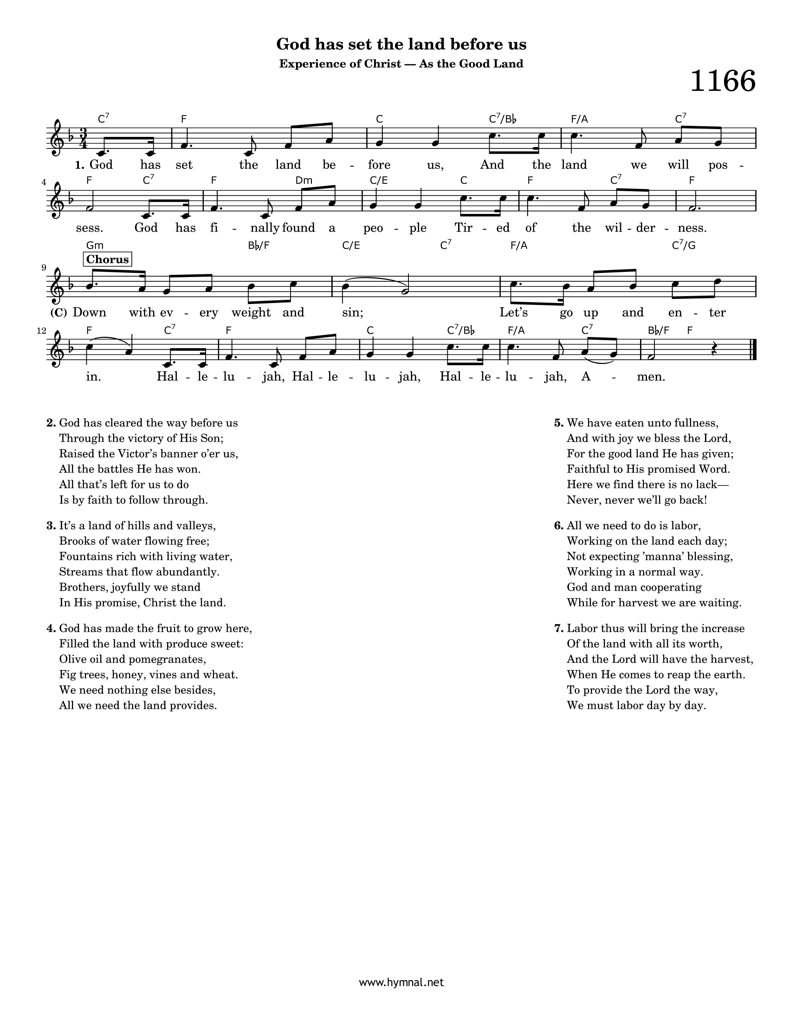 God has set the land before us
Experience of Christ — As the Good Land
1166
C7 F C C7/B♭ F/A C7
3 4
1. God has set the land be - fore us, And the land we will pos -
4
F C7 F Dm C/E C F C7 F
sess. God has fi - nally found a peo - ple Tir - ed of the wil - der - ness.
Gm B♭/F C/E C7 F/A C7/G
Chorus
9
(C) Down with ev - ery weight and sin; Let's go up and en - ter
12
F C7 F C C7/B♭ F/A C7 B♭/F F
in. Hal - le - lu - jah, Hal - le - lu - jah, Hal - le - lu - jah, A - men.
2. God has cleared the way before us
Through the victory of His Son;
Raised the Victor's banner o'er us,
All the battles He has won.
All that's left for us to do
Is by faith to follow through.
3. It's a land of hills and valleys,
Brooks of water flowing free;
Fountains rich with living water,
Streams that flow abundantly.
Brothers, joyfully we stand
In His promise, Christ the land.
4. God has made the fruit to grow here,
Filled the land with produce sweet:
Olive oil and pomegranates,
Fig trees, honey, vines and wheat.
We need nothing else besides,
All we need the land provides.
5. We have eaten unto fullness,
And with joy we bless the Lord,
For the good land He has given;
Faithful to His promised Word.
Here we find there is no lack—
Never, never we'll go back!
6. All we need to do is labor,
Working on the land each day;
Not expecting 'manna' blessing,
Working in a normal way.
God and man cooperating
While for harvest we are waiting.
7. Labor thus will bring the increase
Of the land with all its worth,
And the Lord will have the harvest,
When He comes to reap the earth.
To provide the Lord the way,
We must labor day by day.
www.hymnal.net